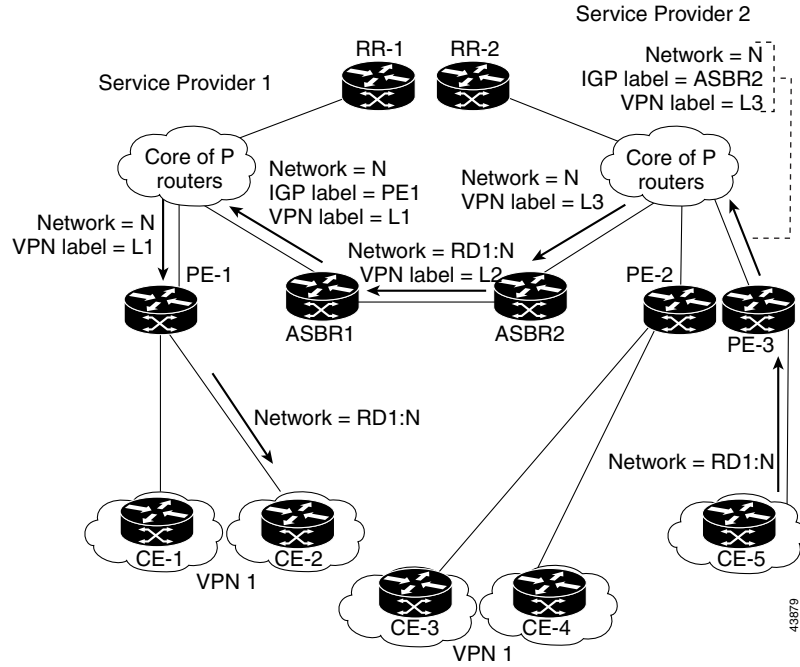 Service Provider 2
RR-1
RR-2
Network = N
IGP label = ASBR2
VPN label = L3
Service Provider 1
Core of P
routers
Network = N
IGP label = PE1
VPN label = L1
Network = N
VPN label = L3
Core of P
routers
Network = N
VPN label = L1
Network = RD1:N
VPN label = L2
PE-1
ASBR1
ASBR2
PE-2
PE-3
Network = RD1:N
Network = RD1:N
CE-1
CE-2
CE-5
VPN 1
CE-3
CE-4
VPN 1
43879